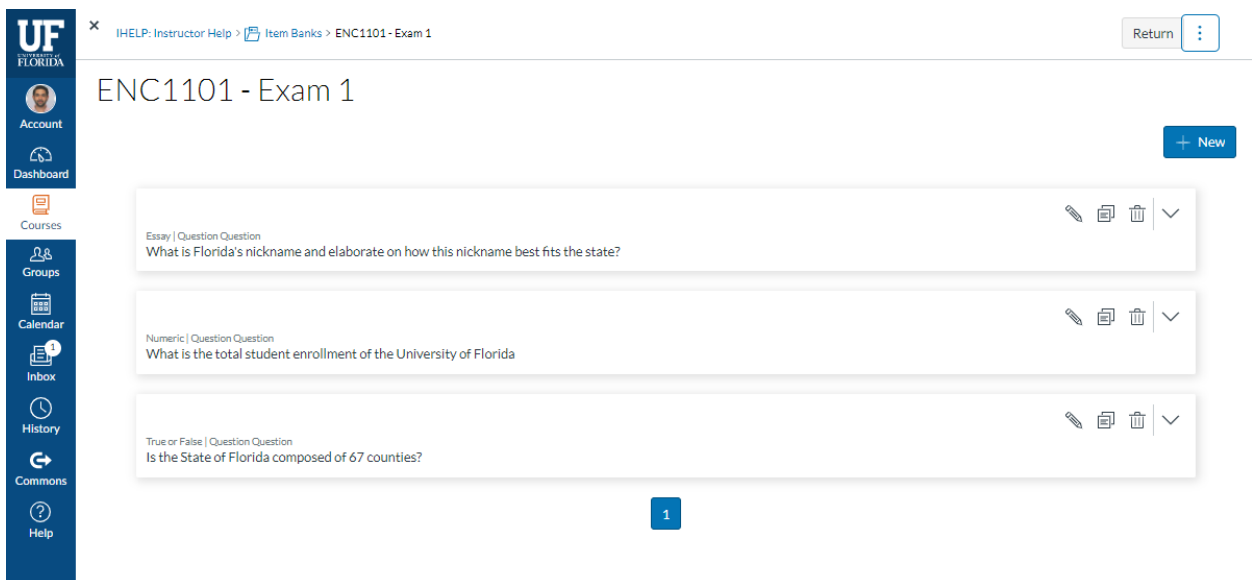 UF
UNIVERSITY of
FLORIDA
Account
Dashboard
Courses
Groups
Calendar
1
Inbox
History
Commons
Help
× IHELP: Instructor Help > Item Banks > ENC1101 - Exam 1
Return
ENC1101 - Exam 1
+ New
Essay | Question Question
What is Florida's nickname and elaborate on how this nickname best fits the state?
Numeric | Question Question
What is the total student enrollment of the University of Florida
True or False | Question Question
Is the State of Florida composed of 67 counties?
1